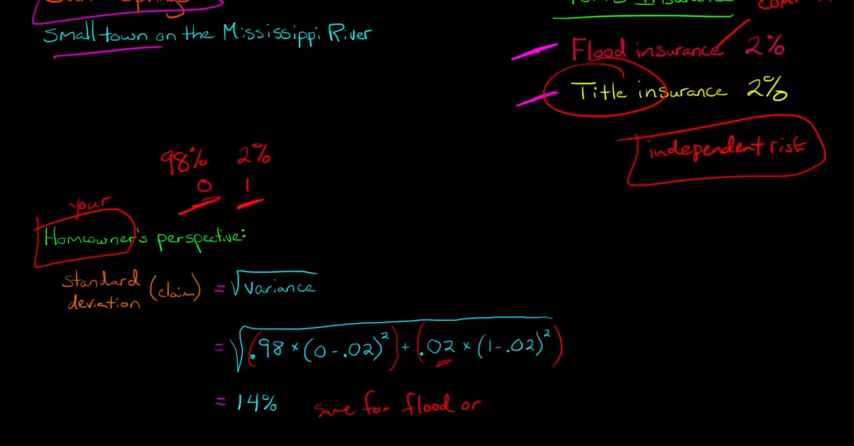 Small town on the Mississippi River
Flood insurance 2%
Title insurance 2%
independent risk
98% 2%
0 1
your
Homeowner's perspective:
standard deviation (claim) = √variance
= √(.98 × (0-.02)²) + (.02 × (1-.02)²)
= 14% same for flood or